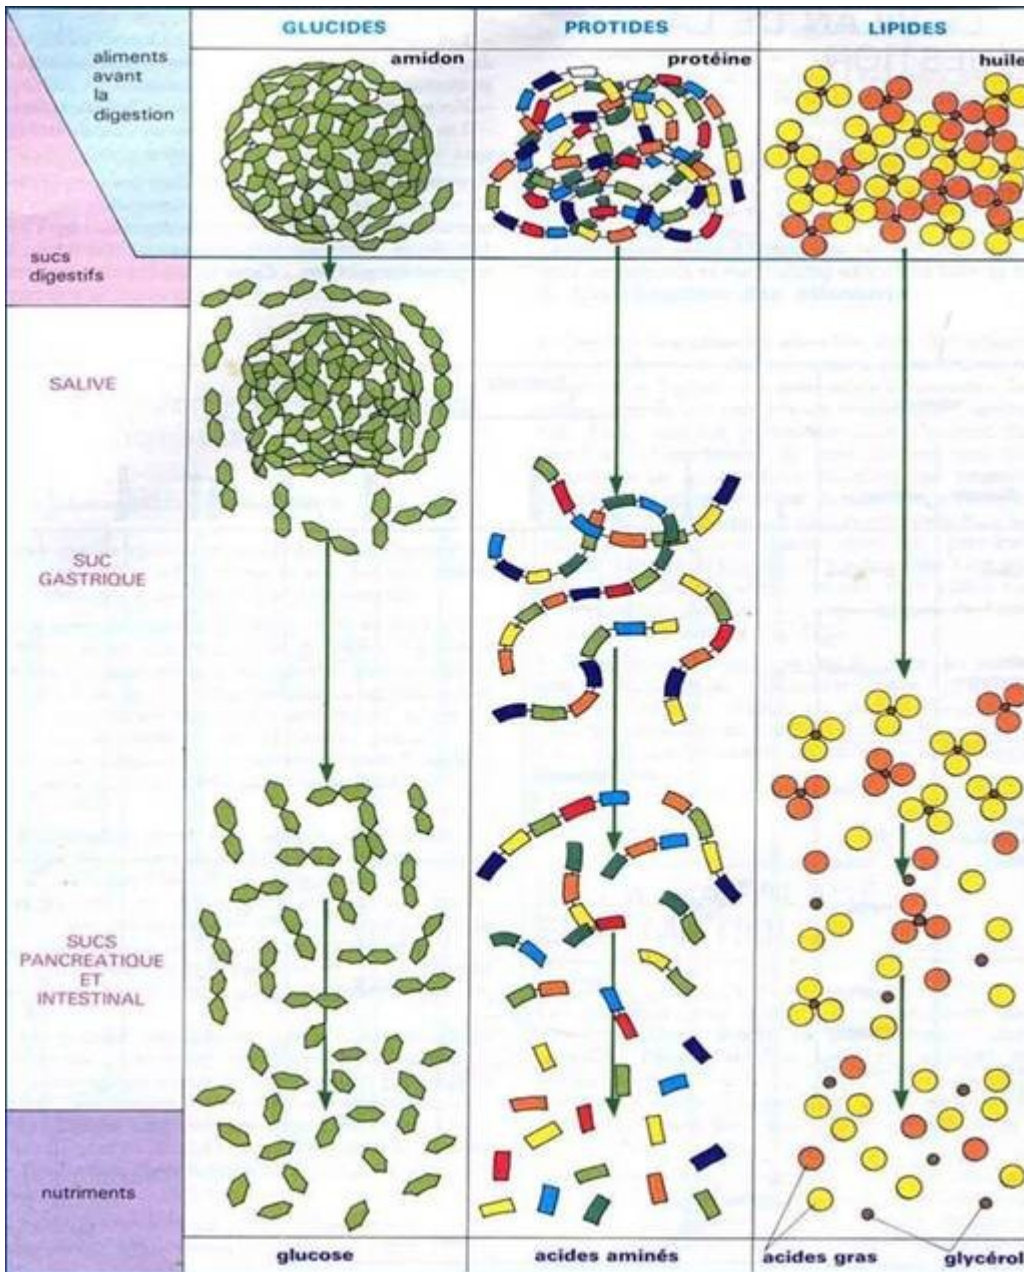 GLUCIDES
PROTIDES
LIPIDES
aliments
avant
la
digestion
amidon
protéine
huile
sucs
digestifs
SALIVE
SUC
GASTRIQUE
SUCS
PANCREATIQUE
ET
INTESTINAL
nutriments
glucose
acides aminés
acides gras
glycérol